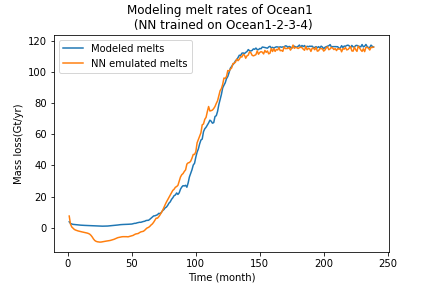 Modeling melt rates of Ocean1
(NN trained on Ocean1-2-3-4)
Modeled melts
NN emulated melts
120
100
80
60
40
20
0
Mass loss(Gt/yr)
0 50 100 150 200 250
Time (month)